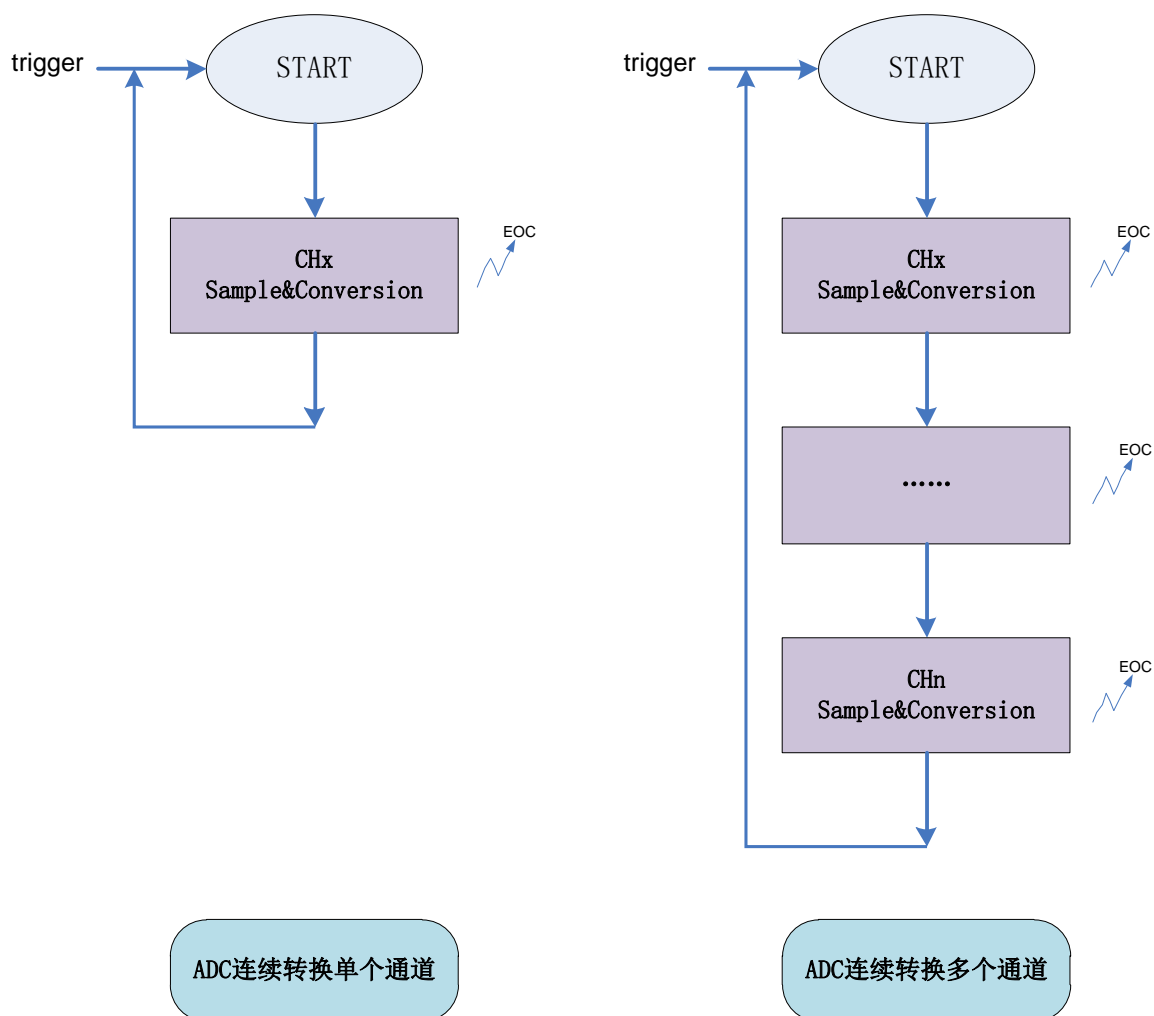 trigger
START
CHx
Sample&Conversion
EOC
ADC连续转换单个通道
trigger
START
CHx
Sample&Conversion
EOC
……
EOC
CHn
Sample&Conversion
EOC
ADC连续转换多个通道